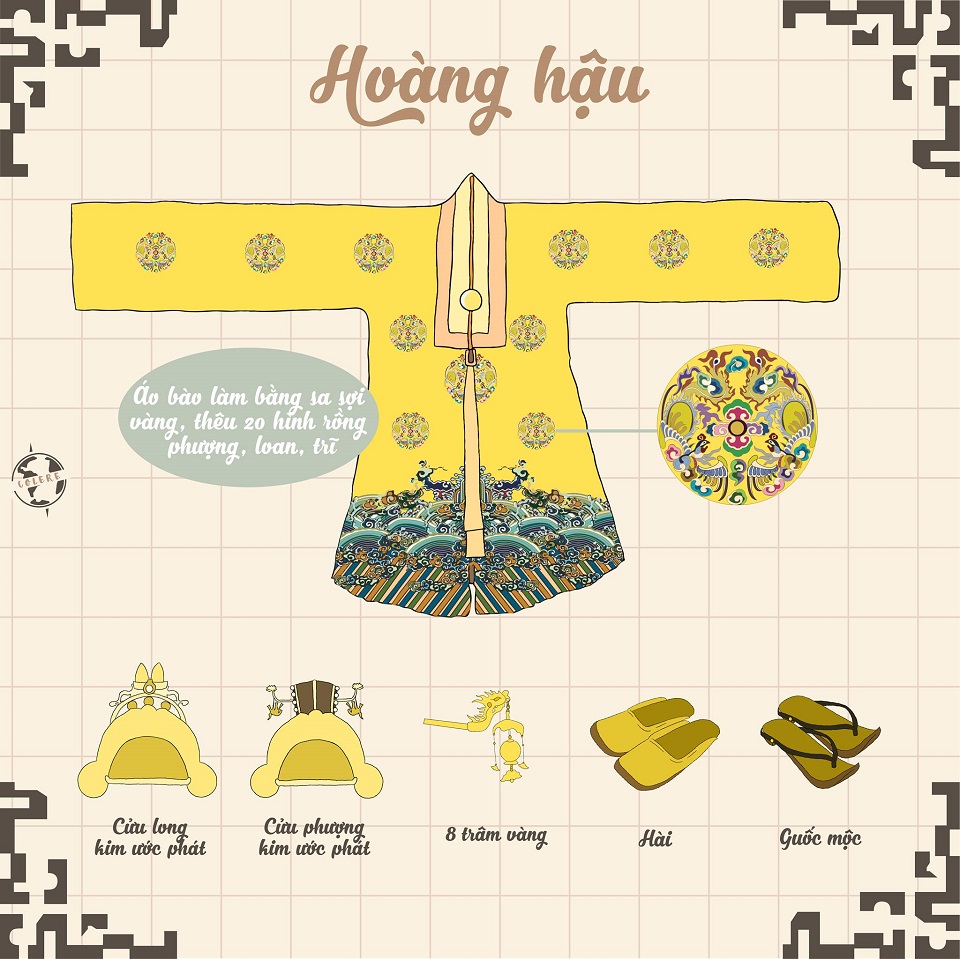 Hoàng hậu
Áo bào làm bằng sa sợi
vàng, thêu 20 hình rồng
phượng, loan, trĩ
COLERE
Cửu long
kim ước phát
Cửu phượng
kim ước phát
8 trâm vàng
Hài
Guốc mộc